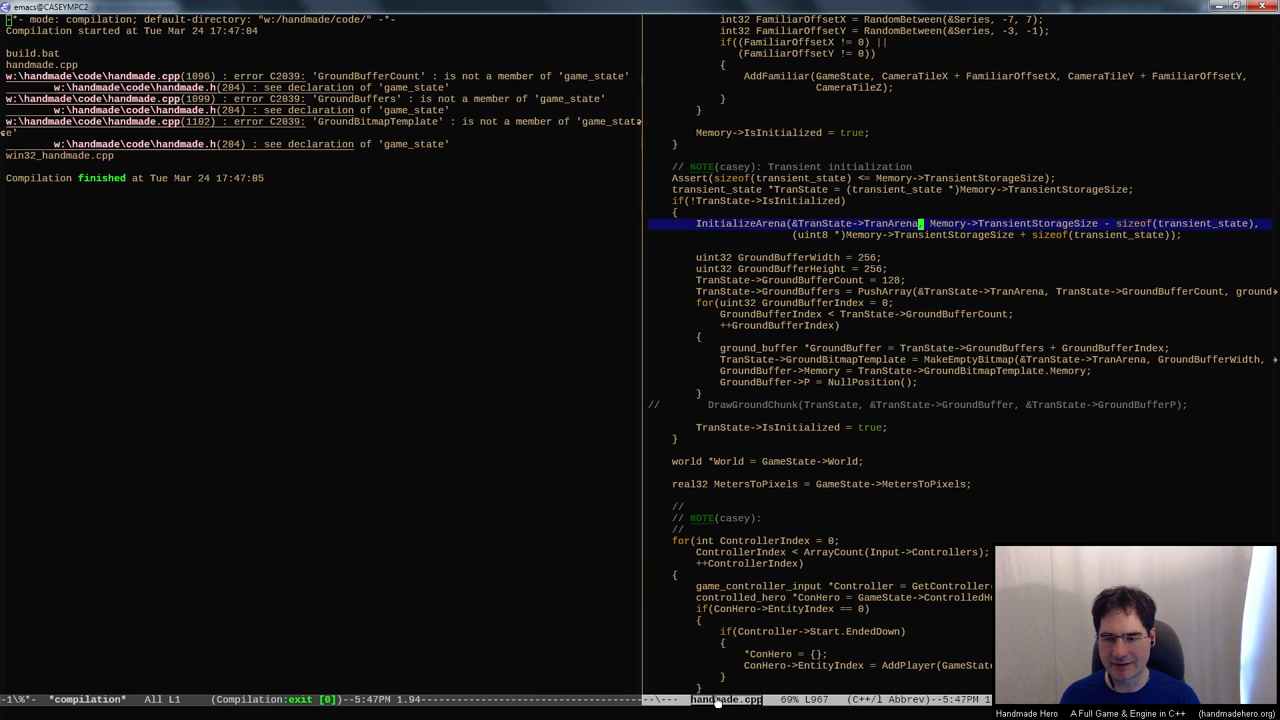 emacs@CASEYMPC2
-*- mode: compilation; default-directory: "w:/handmade/code/" -*-
Compilation started at Tue Mar 24 17:47:04
build.bat
handmade.cpp
w:\handmade\code\handmade.cpp(1096) : error C2039: 'GroundBufferCount' : is not a member of 'game_state'
w:\handmade\code\handmade.h(204) : see declaration of 'game_state'
w:\handmade\code\handmade.cpp(1099) : error C2039: 'GroundBuffers' : is not a member of 'game_state'
w:\handmade\code\handmade.h(204) : see declaration of 'game_state'
w:\handmade\code\handmade.cpp(1102) : error C2039: 'GroundBitmapTemplate' : is not a member of 'game_stat
e'
w:\handmade\code\handmade.h(204) : see declaration of 'game_state'
win32_handmade.cpp
Compilation finished at Tue Mar 24 17:47:05
-1\%*- *compilation* All L1 (Compilation:exit [0])--5:47PM 1.94
int32 FamiliarOffsetX = RandomBetween(&Series, -7, 7);
int32 FamiliarOffsetY = RandomBetween(&Series, -3, -1);
if((FamiliarOffsetX != 0) ||
(FamiliarOffsetY != 0))
{
AddFamiliar(GameState, CameraTileX + FamiliarOffsetX, CameraTileY + FamiliarOffsetY,
CameraTileZ);
}
}
Memory->IsInitialized = true;
}
// NOTE(casey): Transient initialization
Assert(sizeof(transient_state) <= Memory->TransientStorageSize);
transient_state *TranState = (transient_state *)Memory->TransientStorageSize;
if(!TranState->IsInitialized)
{
InitializeArena(&TranState->TranArena, Memory->TransientStorageSize - sizeof(transient_state),
(uint8 *)Memory->TransientStorageSize + sizeof(transient_state));
uint32 GroundBufferWidth = 256;
uint32 GroundBufferHeight = 256;
TranState->GroundBufferCount = 128;
TranState->GroundBuffers = PushArray(&TranState->TranArena, TranState->GroundBufferCount, ground
for(uint32 GroundBufferIndex = 0;
GroundBufferIndex < TranState->GroundBufferCount;
++GroundBufferIndex)
{
ground_buffer *GroundBuffer = TranState->GroundBuffers + GroundBufferIndex;
TranState->GroundBitmapTemplate = MakeEmptyBitmap(&TranState->TranArena, GroundBufferWidth,
GroundBuffer->Memory = TranState->GroundBitmapTemplate.Memory;
GroundBuffer->P = NullPosition();
}
// DrawGroundChunk(TranState, &TranState->GroundBuffer, &TranState->GroundBufferP);
TranState->IsInitialized = true;
}
world *World = GameState->World;
real32 MetersToPixels = GameState->MetersToPixels;
//
// NOTE(casey):
//
for(int ControllerIndex = 0;
ControllerIndex < ArrayCount(Input->Controllers);
++ControllerIndex)
{
game_controller_input *Controller = GetController(
controlled_hero *ConHero = GameState->ControlledHe
if(ConHero->EntityIndex == 0)
{
if(Controller->Start.EndedDown)
{
*ConHero = {};
ConHero->EntityIndex = AddPlayer(GameState
}
}
--\--- handmade.cpp 69% L967 (C++/l Abbrev)--5:47PM 1
Handmade Hero A Full Game & Engine in C++ (handmadehero.org)